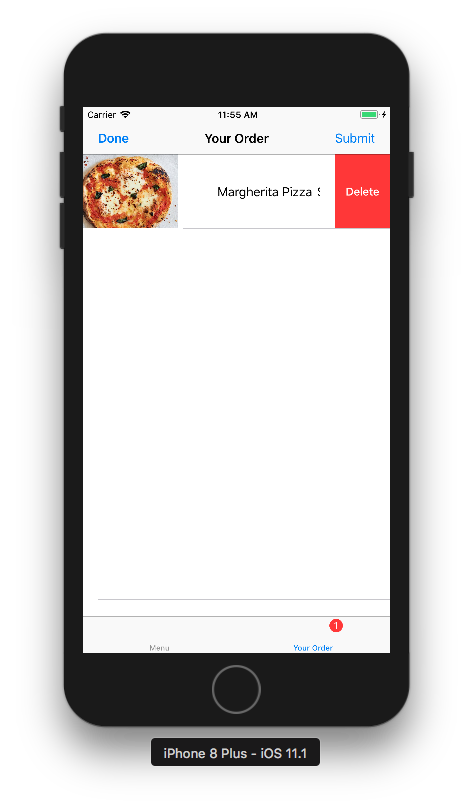 Carrier 11:55 AM
Done Your Order Submit
Margherita Pizza Delete
1
Menu Your Order
iPhone 8 Plus - iOS 11.1